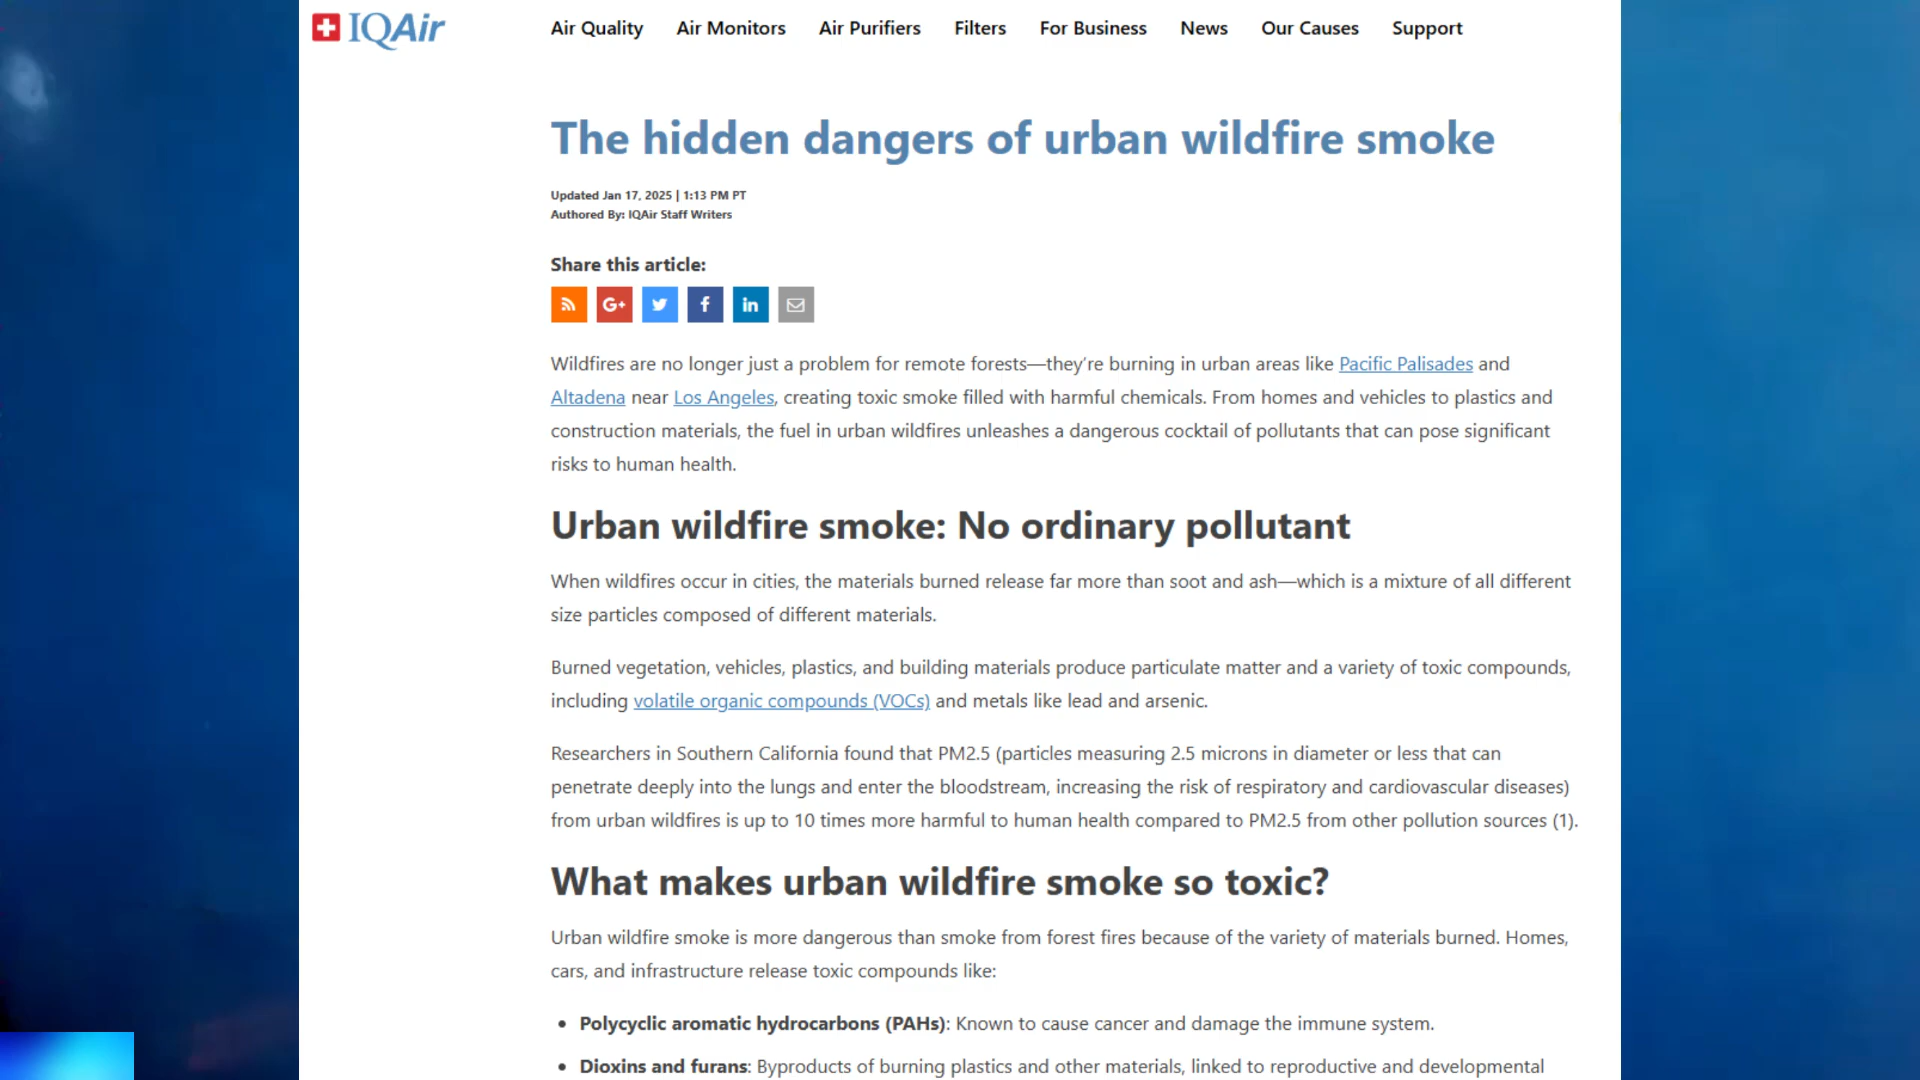 IQAir
Air Quality Air Monitors Air Purifiers Filters For Business News Our Causes Support
The hidden dangers of urban wildfire smoke
Updated Jan 17, 2025 | 1:13 PM PT
Authored By: IQAir Staff Writers
Share this article:
G+ f in
Wildfires are no longer just a problem for remote forests—they're burning in urban areas like Pacific Palisades and
Altadena near Los Angeles, creating toxic smoke filled with harmful chemicals. From homes and vehicles to plastics and
construction materials, the fuel in urban wildfires unleashes a dangerous cocktail of pollutants that can pose significant
risks to human health.
Urban wildfire smoke: No ordinary pollutant
When wildfires occur in cities, the materials burned release far more than soot and ash—which is a mixture of all different
size particles composed of different materials.
Burned vegetation, vehicles, plastics, and building materials produce particulate matter and a variety of toxic compounds,
including volatile organic compounds (VOCs) and metals like lead and arsenic.
Researchers in Southern California found that PM2.5 (particles measuring 2.5 microns in diameter or less that can
penetrate deeply into the lungs and enter the bloodstream, increasing the risk of respiratory and cardiovascular diseases)
from urban wildfires is up to 10 times more harmful to human health compared to PM2.5 from other pollution sources (1).
What makes urban wildfire smoke so toxic?
Urban wildfire smoke is more dangerous than smoke from forest fires because of the variety of materials burned. Homes,
cars, and infrastructure release toxic compounds like:
• Polycyclic aromatic hydrocarbons (PAHs): Known to cause cancer and damage the immune system.
• Dioxins and furans: Byproducts of burning plastics and other materials, linked to reproductive and developmental